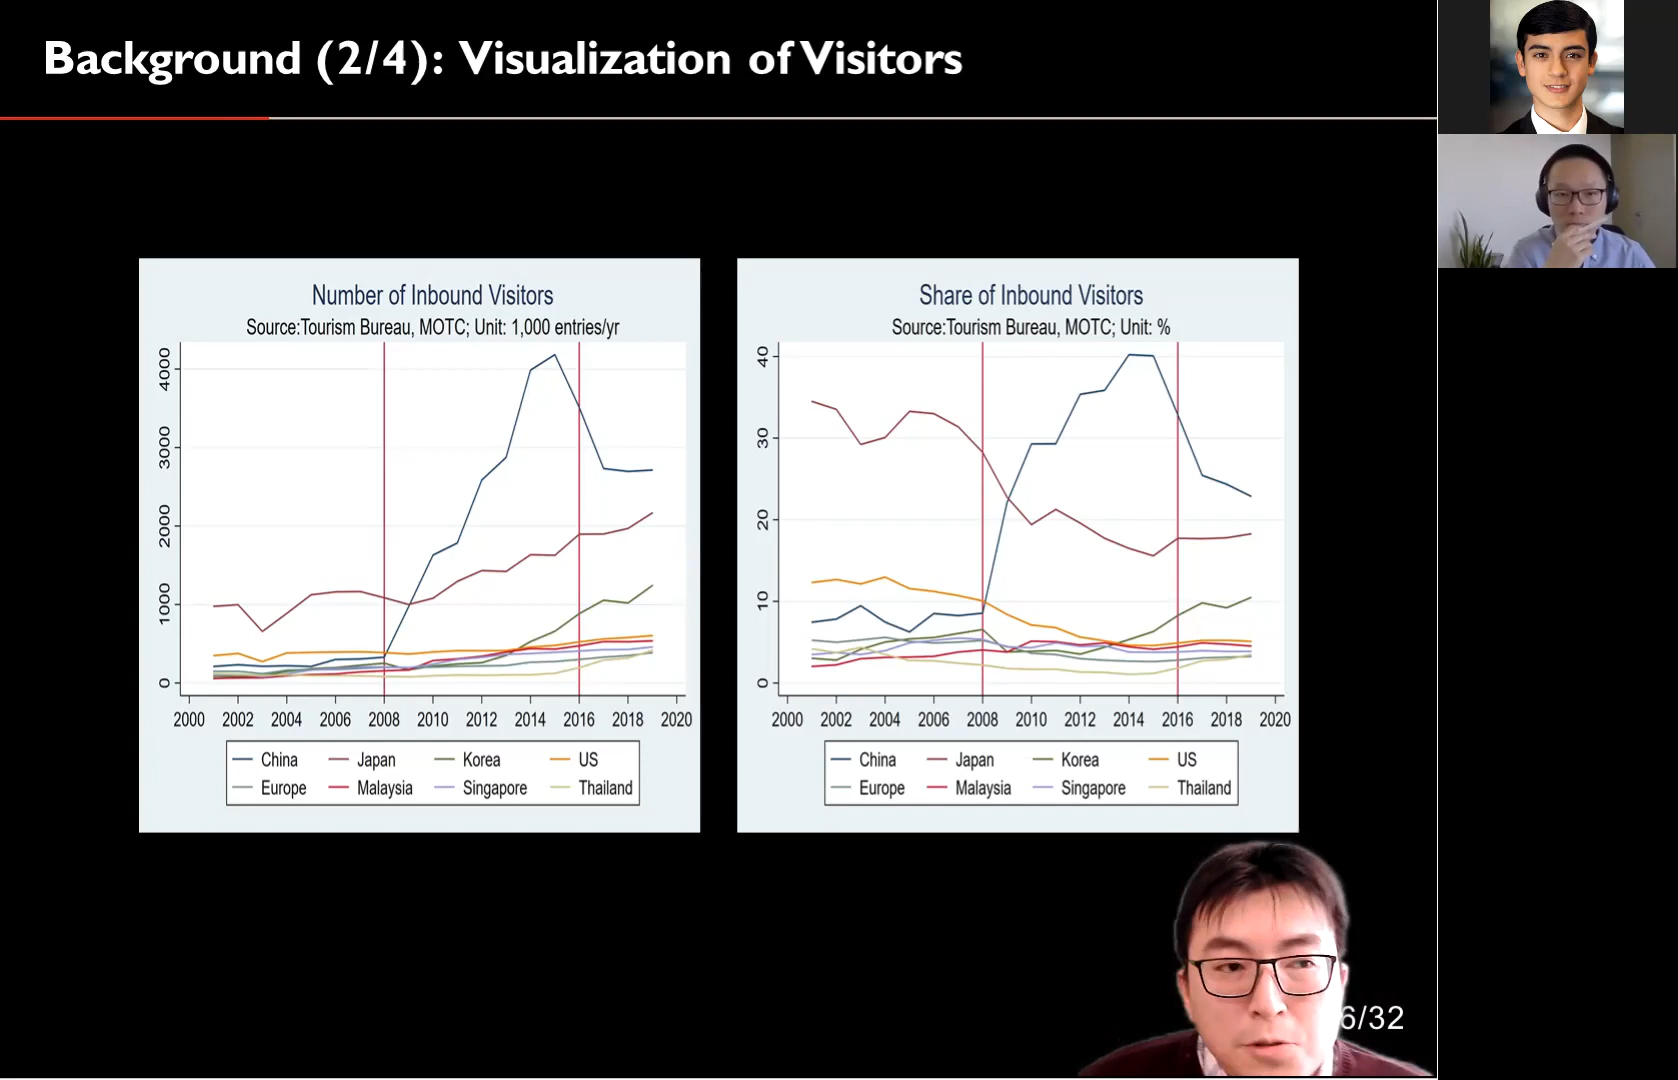 Background (2/4): Visualization of Visitors
Number of Inbound Visitors
Source:Tourism Bureau, MOTC; Unit: 1,000 entries/yr
4000
3000
2000
1000
0
2000 2002 2004 2006 2008 2010 2012 2014 2016 2018 2020
China Japan Korea US
Europe Malaysia Singapore Thailand
Share of Inbound Visitors
Source:Tourism Bureau, MOTC; Unit: %
40
30
20
10
0
2000 2002 2004 2006 2008 2010 2012 2014 2016 2018 2020
China Japan Korea US
Europe Malaysia Singapore Thailand
6/32